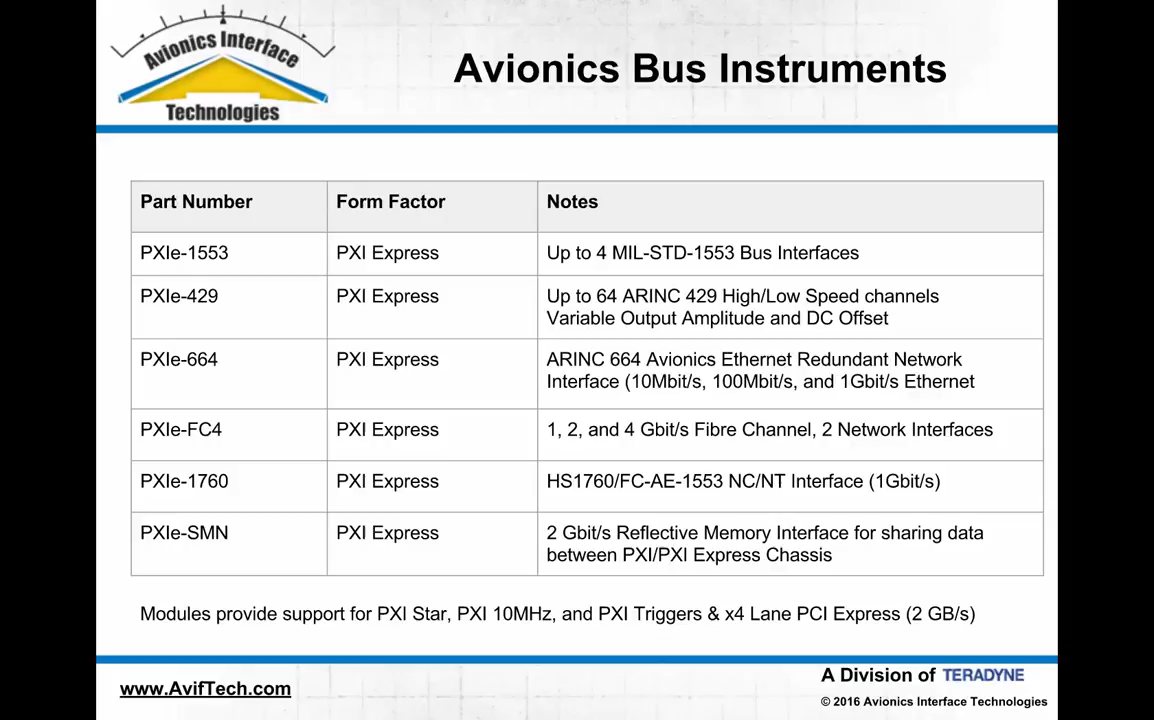 Avionics Interface
Technologies
Avionics Bus Instruments
Part Number Form Factor Notes
PXIe-1553 PXI Express Up to 4 MIL-STD-1553 Bus Interfaces
PXIe-429 PXI Express Up to 64 ARINC 429 High/Low Speed channels
Variable Output Amplitude and DC Offset
PXIe-664 PXI Express ARINC 664 Avionics Ethernet Redundant Network
Interface (10Mbit/s, 100Mbit/s, and 1Gbit/s Ethernet
PXIe-FC4 PXI Express 1, 2, and 4 Gbit/s Fibre Channel, 2 Network Interfaces
PXIe-1760 PXI Express HS1760/FC-AE-1553 NC/NT Interface (1Gbit/s)
PXIe-SMN PXI Express 2 Gbit/s Reflective Memory Interface for sharing data
between PXI/PXI Express Chassis
Modules provide support for PXI Star, PXI 10MHz, and PXI Triggers & x4 Lane PCI Express (2 GB/s)
www.AvifTech.com
A Division of TERADYNE
© 2016 Avionics Interface Technologies